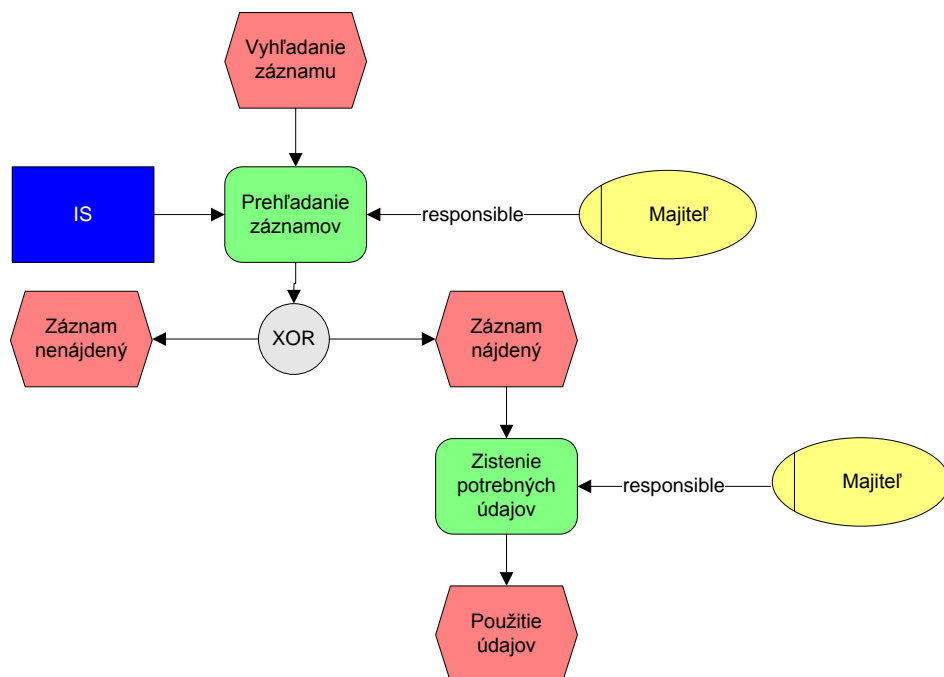 Vyhľadanie
záznamu
IS
Prehľadanie
záznamov
responsible
Majiteľ
Záznam
nenájdený
XOR
Záznam
nájdený
Zistenie
potrebných
údajov
responsible
Majiteľ
Použitie
údajov